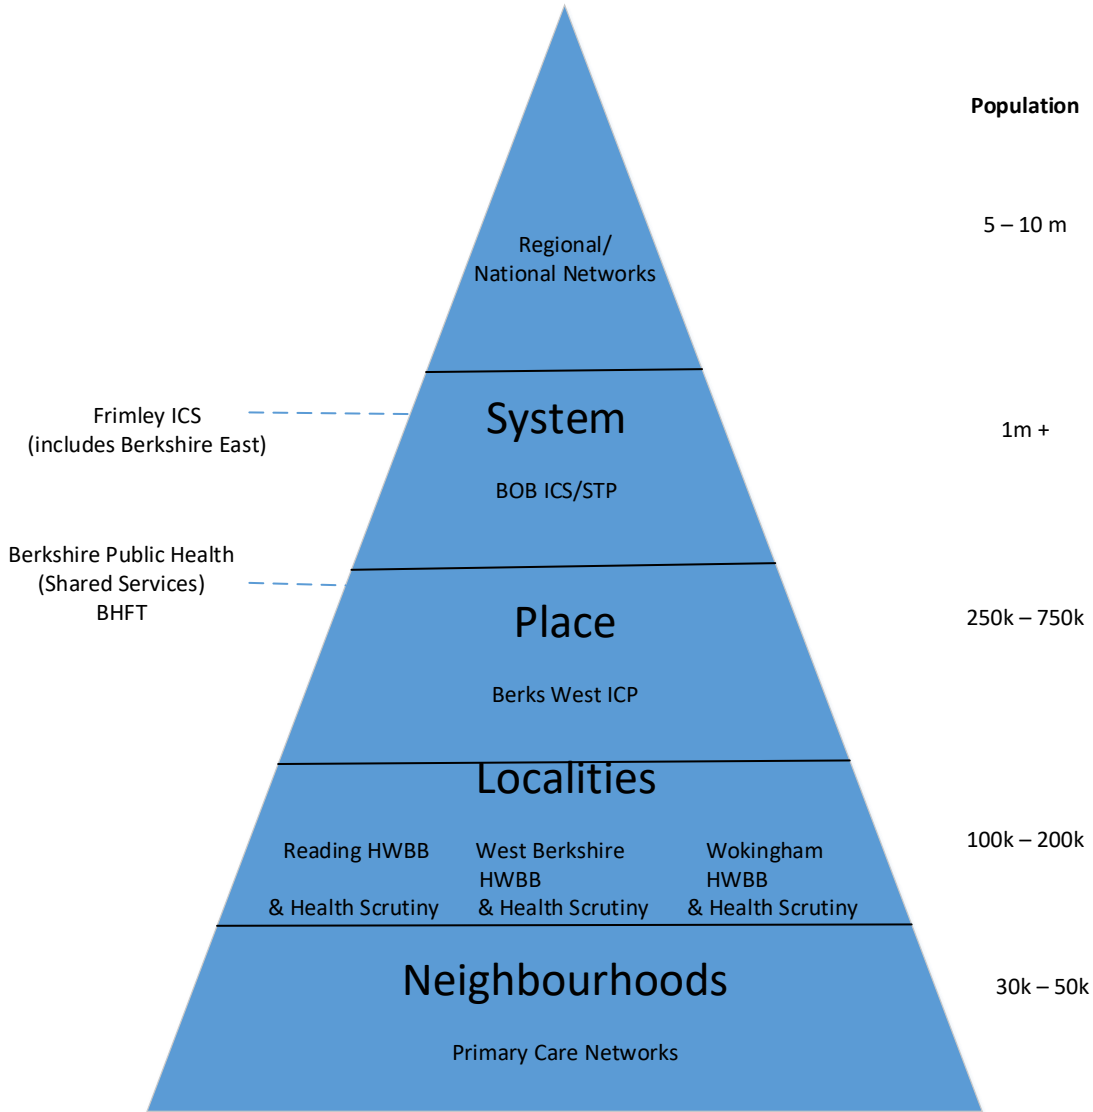 Population
5 – 10 m
Regional/
National Networks
Frimley ICS
(includes Berkshire East)
System
1m +
BOB ICS/STP
Berkshire Public Health
(Shared Services)
BHFT
Place
250k – 750k
Berks West ICP
Localities
100k – 200k
Reading HWBB
& Health Scrutiny
West Berkshire
HWBB
& Health Scrutiny
Wokingham
HWBB
& Health Scrutiny
Neighbourhoods
30k – 50k
Primary Care Networks